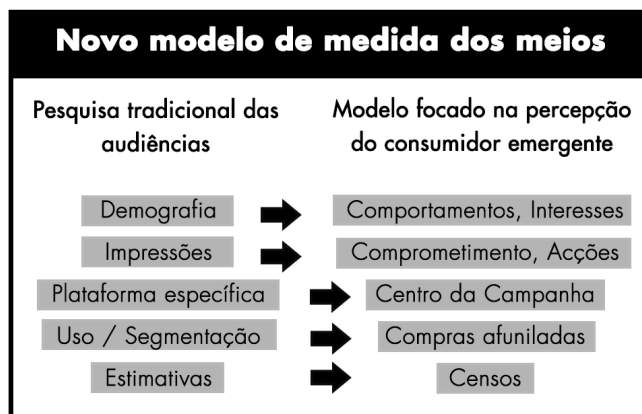 Novo modelo de medida dos meios
Pesquisa tradicional das
audiências
Modelo focado na percepção
do consumidor emergente
Demografia
Comportamentos, Interesses
Impressões
Comprometimento, Acções
Plataforma específica
Centro da Campanha
Uso / Segmentação
Compras afuniladas
Estimativas
Censos